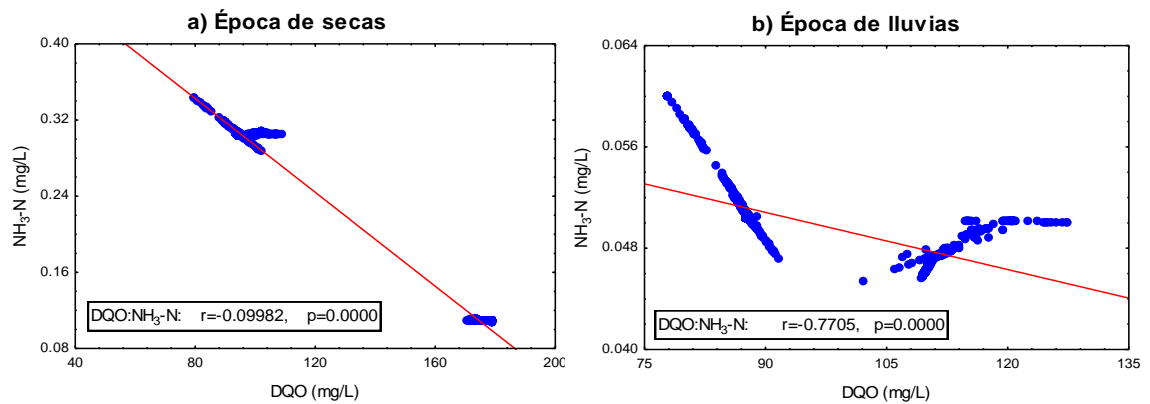 a) Época de secas
0.40
0.32
0.24
0.16
0.08
NH3-N (mg/L)
DQO:NH3-N: r=-0.09982, p=0.0000
40 80 120 160 200
DQO (mg/L)
b) Época de lluvias
0.064
0.056
0.048
0.040
NH3-N (mg/L)
DQO:NH3-N: r=-0.7705, p=0.0000
75 90 105 120 135
DQO (mg/L)